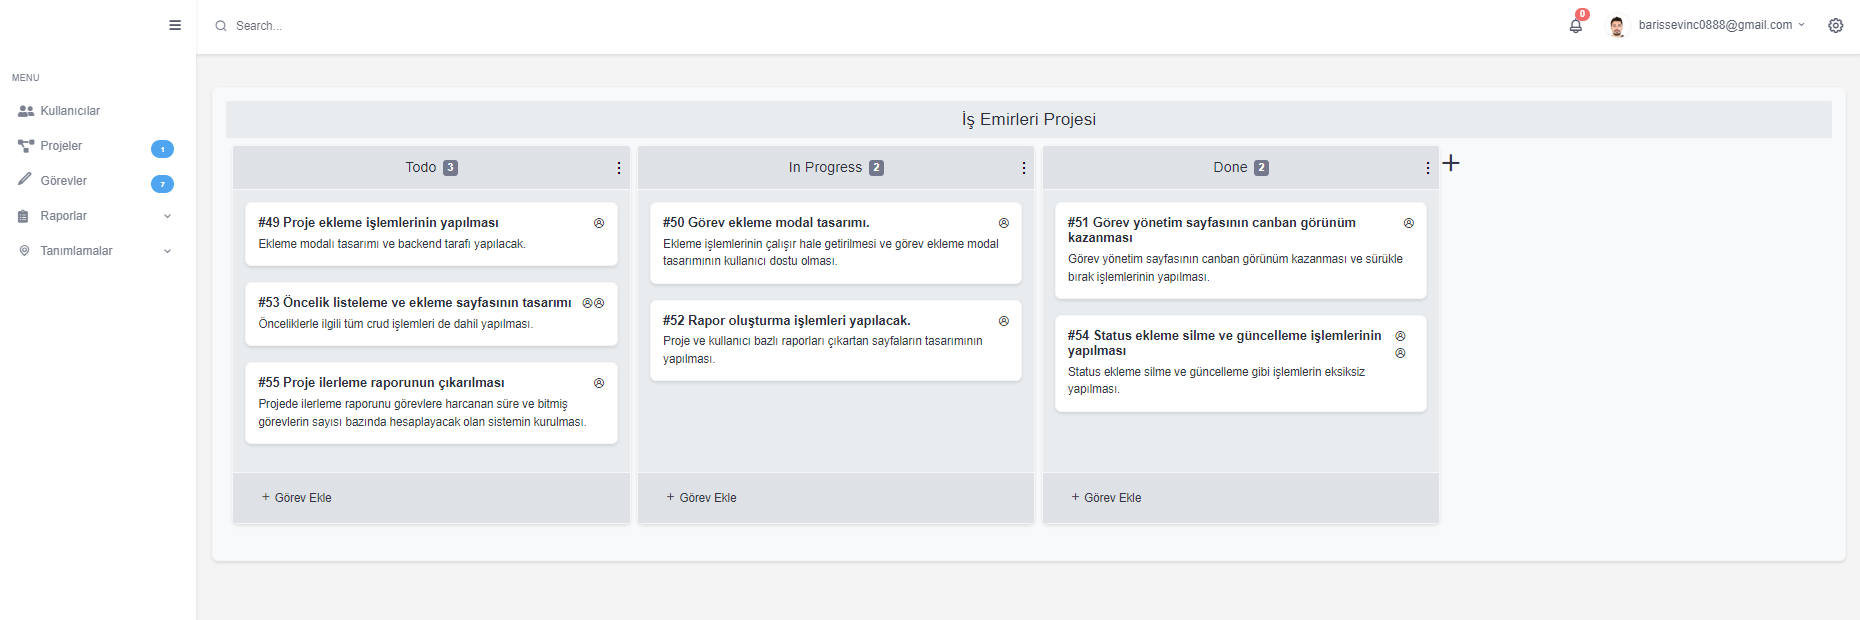 Search...
0
barissevinc0888@gmail.com
MENU
Kullanıcılar
Projeler 1
Görevler 7
Raporlar
Tanımlamalar
İş Emirleri Projesi
Todo 3
#49 Proje ekleme işlemlerinin yapılması
Ekleme modalı tasarımı ve backend tarafı yapılacak.
#53 Öncelik listeleme ve ekleme sayfasının tasarımı
Önceliklerle ilgili tüm crud işlemleri de dahil yapılması.
#55 Proje ilerleme raporunun çıkarılması
Projede ilerleme raporunu görevlere harcanan süre ve bitmiş
görevlerin sayısı bazında hesaplayacak olan sistemin kurulması.
+ Görev Ekle
In Progress 2
#50 Görev ekleme modal tasarımı.
Ekleme işlemlerinin çalışır hale getirilmesi ve görev ekleme modal
tasarımının kullanıcı dostu olması.
#52 Rapor oluşturma işlemleri yapılacak.
Proje ve kullanıcı bazlı raporları çıkartan sayfaların tasarımının
yapılması.
+ Görev Ekle
Done 2
#51 Görev yönetim sayfasının canban görünüm
kazanması
Görev yönetim sayfasının canban görünüm kazanması ve sürükle
bırak işlemlerinin yapılması.
#54 Status ekleme silme ve güncelleme işlemlerinin
yapılması
Status ekleme silme ve güncelleme gibi işlemlerin eksiksiz
yapılması.
+ Görev Ekle
+